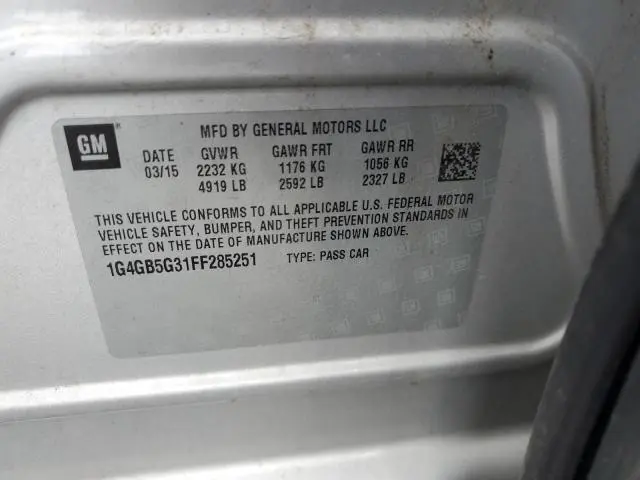 MFD BY GENERAL MOTORS LLC
GM
DATE GVWR GAWR FRT GAWR RR
03/15 2232 KG 1176 KG 1056 KG
4919 LB 2592 LB 2327 LB
THIS VEHICLE CONFORMS TO ALL APPLICABLE U.S. FEDERAL MOTOR
VEHICLE SAFETY, BUMPER, AND THEFT PREVENTION STANDARDS IN
EFFECT ON THE DATE OF MANUFACTURE SHOWN ABOVE.
1G4GB5G31FF285251 TYPE: PASS CAR